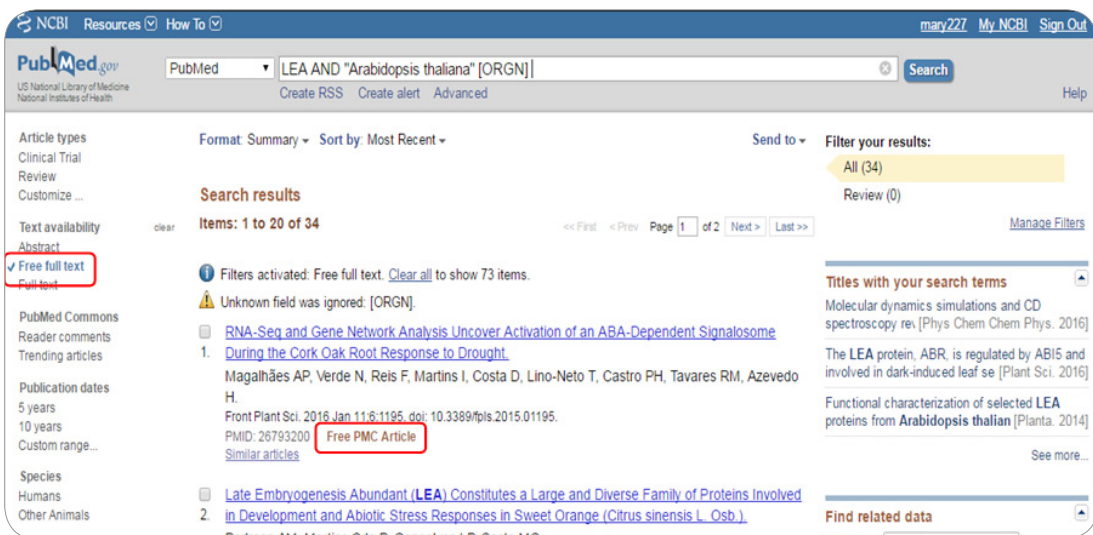 NCBI Resources How To mary227 My NCBI Sign Out
PubMed.gov
US National Library of Medicine
National Institutes of Health
PubMed LEA AND "Arabidopsis thaliana" [ORGN] Search
Create RSS Create alert Advanced Help
Article types
Clinical Trial
Review
Customize ...
Text availability clear
Abstract
Free full text
Full text
PubMed Commons
Reader comments
Trending articles
Publication dates
5 years
10 years
Custom range...
Species
Humans
Other Animals
Format: Summary Sort by: Most Recent Send to
Search results
Items: 1 to 20 of 34 << First < Prev Page 1 of 2 Next > Last >>
Filters activated: Free full text. Clear all to show 73 items.
Unknown field was ignored: [ORGN].
RNA-Seq and Gene Network Analysis Uncover Activation of an ABA-Dependent Signalosome
1. During the Cork Oak Root Response to Drought.
Magalhães AP, Verde N, Reis F, Martins I, Costa D, Lino-Neto T, Castro PH, Tavares RM, Azevedo
H.
Front Plant Sci. 2016 Jan 11;6:1195. doi: 10.3389/fpls.2015.01195.
PMID: 26793200 Free PMC Article
Similar articles
Late Embryogenesis Abundant (LEA) Constitutes a Large and Diverse Family of Proteins Involved
2. in Development and Abiotic Stress Responses in Sweet Orange (Citrus sinensis L. Osb.).
Filter your results:
All (34)
Review (0)
Manage Filters
Titles with your search terms
Molecular dynamics simulations and CD
spectroscopy rev [Phys Chem Chem Phys. 2016]
The LEA protein, ABR, is regulated by ABI5 and
involved in dark-induced leaf se [Plant Sci. 2016]
Functional characterization of selected LEA
proteins from Arabidopsis thalian [Planta. 2014]
See more...
Find related data